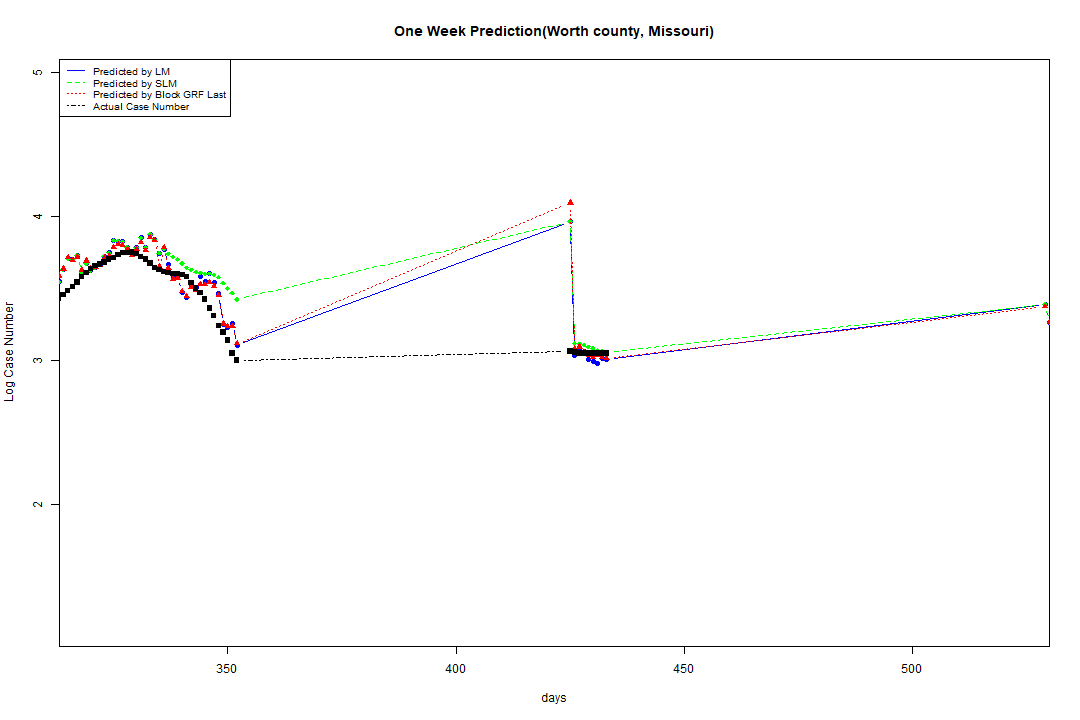 One Week Prediction(Worth county, Missouri)
Predicted by LM
Predicted by SLM
Predicted by Block GRF Last
Actual Case Number
5
4
3
2
Log Case Number
350
400
450
500
days